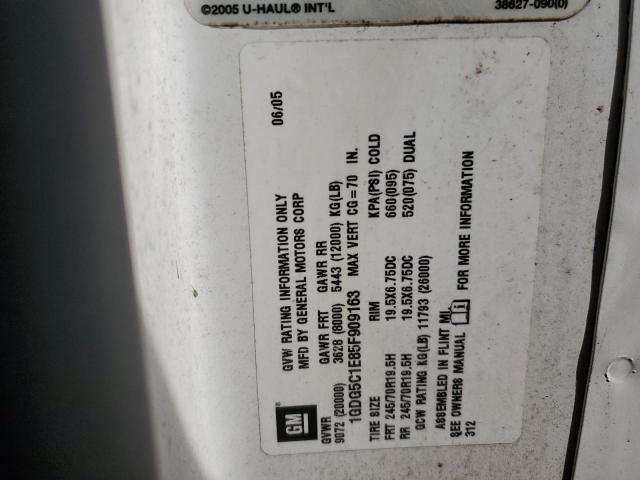 ©2005 U-HAUL® INT'L
38627-090(0)
GM®
GVW RATING INFORMATION ONLY
MFD BY GENERAL MOTORS CORP
06/05
GVWR GAWR FRT GAWR RR
9072 (20000) 3628 (8000) 5443 (12000) KG(LB)
1GDG5C1E85F909163 MAX VERT CG = 70 IN.
TIRE SIZE RIM KPA(PSI) COLD
FRT 245/70R19.5H 19.5X6.75DC 660(095)
RR 245/70R19.5H 19.5X6.75DC 520(075) DUAL
GCW RATING KG(LB) 11793 (26000)
ASSEMBLED IN FLINT MI.
SEE OWNERS MANUAL i FOR MORE INFORMATION
312